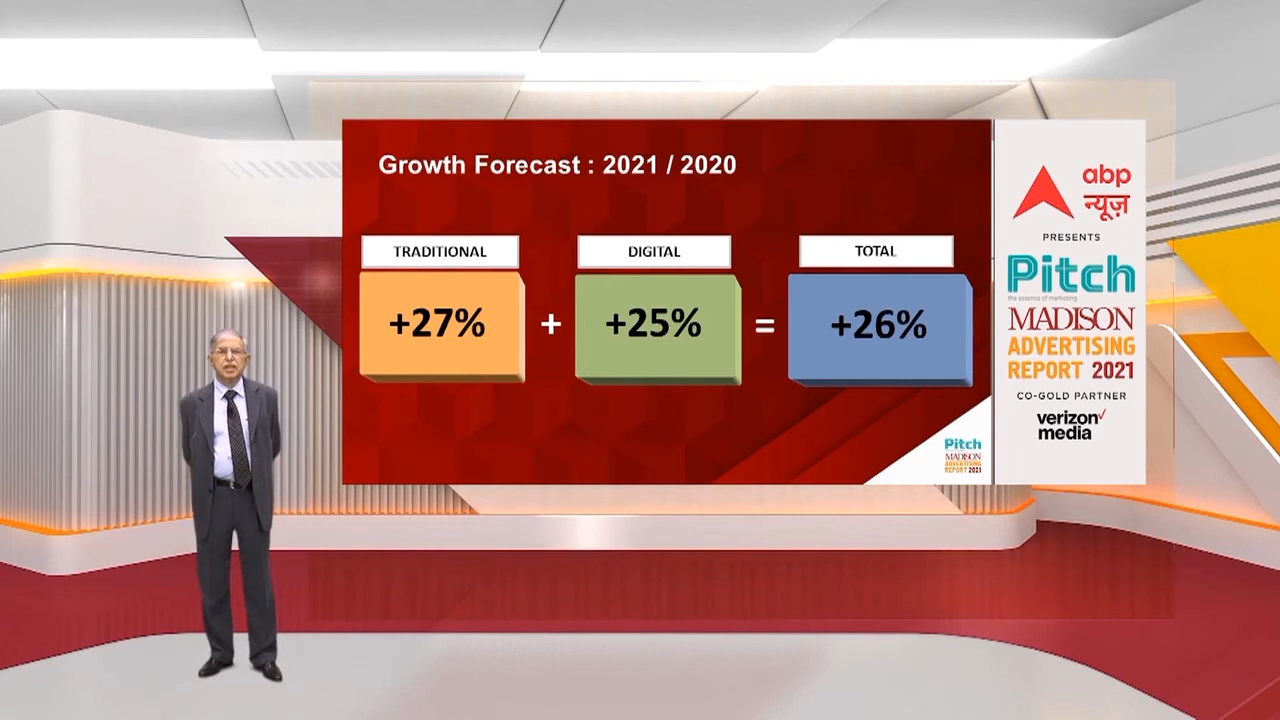 Growth Forecast : 2021 / 2020
TRADITIONAL
DIGITAL
TOTAL
+27%
+
+25%
=
+26%
Pitch
MADISON
ADVERTISING
REPORT 2021
abp
न्यूज़
PRESENTS
Pitch
the essence of marketing
MADISON
ADVERTISING
REPORT 2021
CO-GOLD PARTNER
verizon✓
media